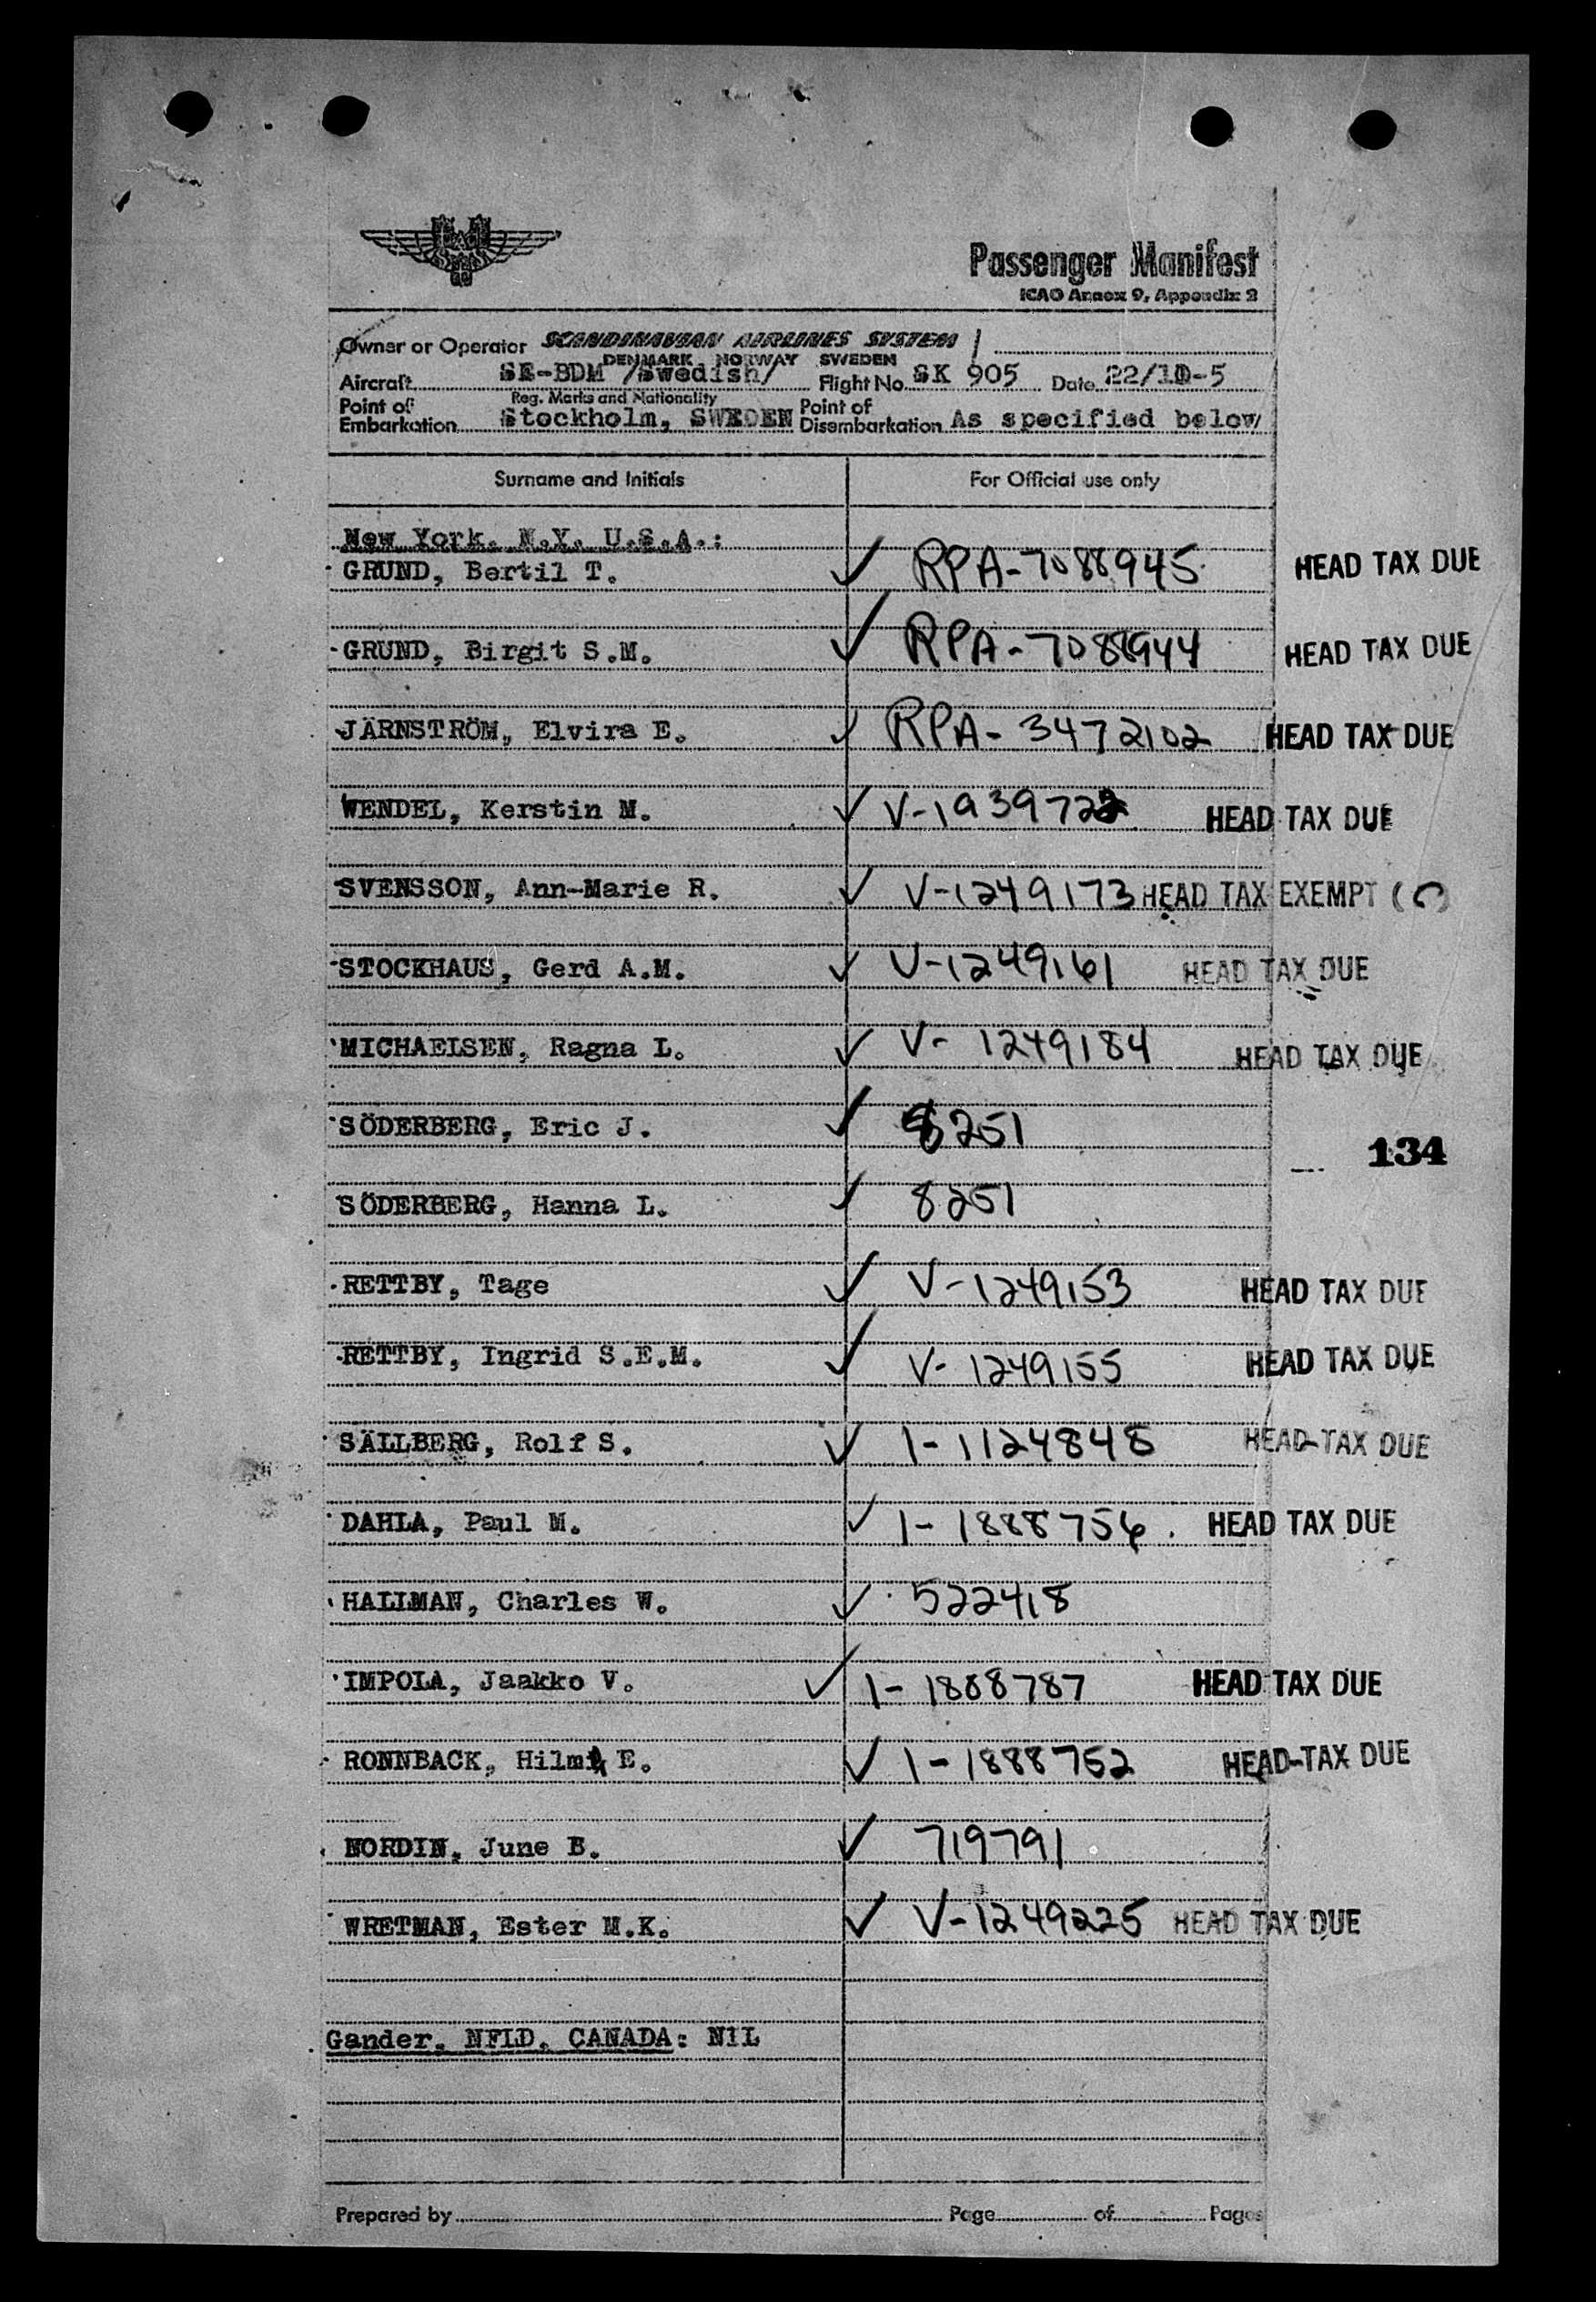 Passenger Manifest
ICAO Annex 9, Appendix 2
Owner or Operator SCANDINAVIAN AIRLINES SYSTEM
DENMARK NORWAY SWEDEN
Aircraft SE-BDM /Swedish/ Flight No. SK 905 Date 22/10-5
Reg. Marks and Nationality
Point of Embarkation Stockholm, SWEDEN Point of Disembarkation As specified below
Surname and Initials For Official use only
New York, N.Y. U.S.A.:
GRUND, Bertil T. ✓ RPA-7088945 HEAD TAX DUE
GRUND, Birgit S.M. ✓ RPA-7088944 HEAD TAX DUE
JÄRNSTRÖM, Elvira E. ✓ RPA-3472102 HEAD TAX DUE
WENDEL, Kerstin M. ✓ V-1939722 HEAD TAX DUE
SVENSSON, Ann-Marie R. ✓ V-1249173 HEAD TAX EXEMPT (C)
STOCKHAUS, Gerd A.M. ✓ V-1249161 HEAD TAX DUE
MICHAELSEN, Ragna L. ✓ V-1249184 HEAD TAX DUE
SÖDERBERG, Eric J. ✓ 8251
134
SÖDERBERG, Hanna L. ✓ 8251
RETTBY, Tage ✓ V-1249153 HEAD TAX DUE
RETTBY, Ingrid S.E.M. ✓ V-1249155 HEAD TAX DUE
SÄLLBERG, Rolf S. ✓ I-1124848 HEAD TAX DUE
DAHLA, Paul M. ✓ I-1888756 HEAD TAX DUE
HALLMAN, Charles W. ✓ 522418
IMPOLA, Jaakko V. ✓ I-1888787 HEAD TAX DUE
RONNBACK, Hilma E. ✓ I-1888752 HEAD TAX DUE
NORDIN, June B. ✓ 719791
WRETMAN, Ester M.K. ✓ V-1249225 HEAD TAX DUE
Gander, NFLD, CANADA: NIL
Prepared by Page of Pages